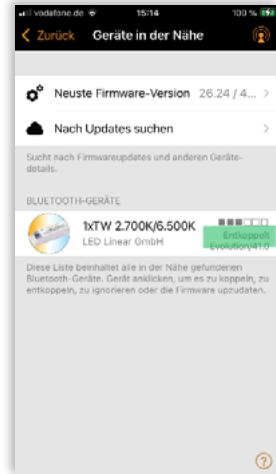 vodafone.de 15:14 100 %
Zurück Geräte in der Nähe
Neuste Firmware-Version 26.24 / 4...
Nach Updates suchen
Sucht nach Firmwareupdates und anderen Geräte-
details.
BLUETOOTH-GERÄTE
1xTW 2.700K/6.500K
LED Linear GmbH Entkoppelt
Evolution/41.0
Diese Liste beinhaltet alle in der Nähe gefundenen
Bluetooth-Geräte. Gerät anklicken, um es zu koppeln, zu
entkoppeln, zu ignorieren oder die Firmware upzudaten.
?